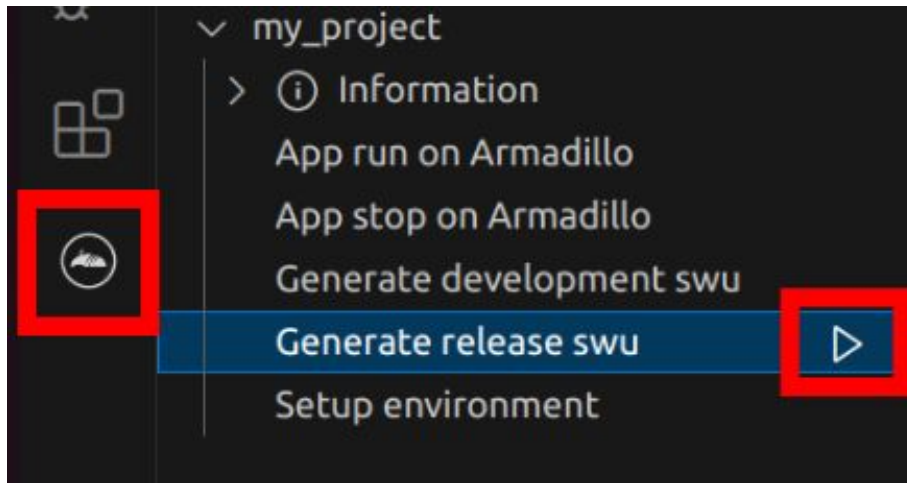 my_project
Information
App run on Armadillo
App stop on Armadillo
Generate development swu
Generate release swu
Setup environment